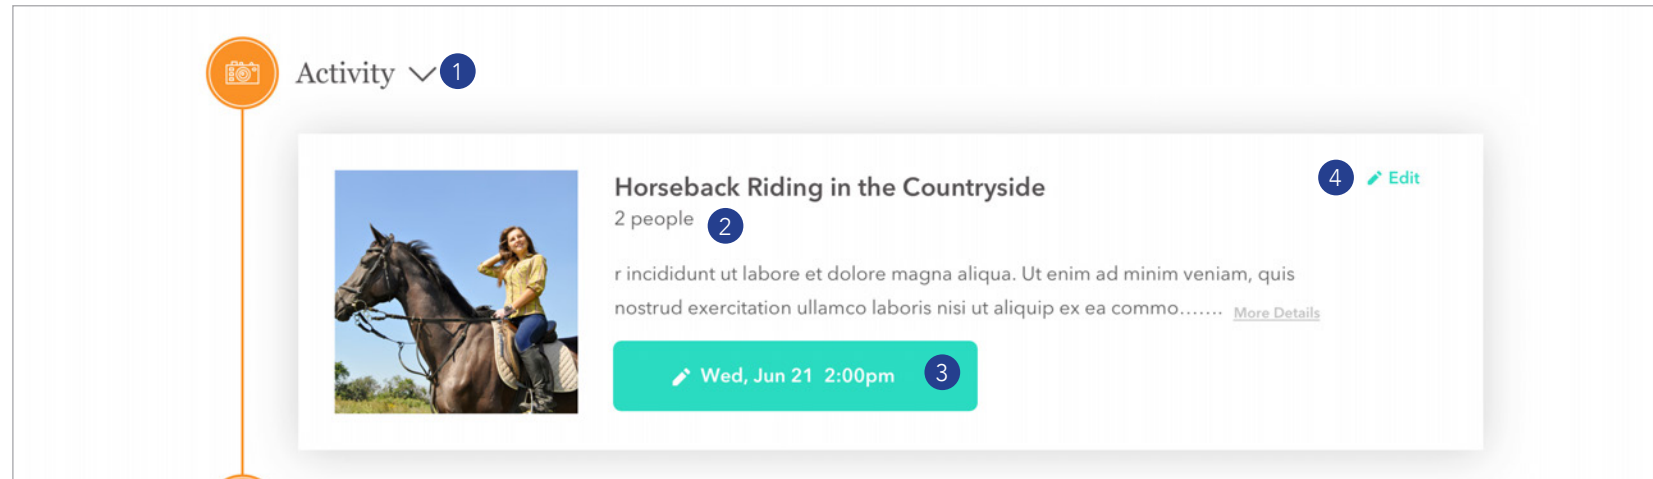 Activity 1
Horseback Riding in the Countryside
4 Edit
2 people 2
r incididunt ut labore et dolore magna aliqua. Ut enim ad minim veniam, quis
nostrud exercitation ullamco laboris nisi ut aliquip ex ea commo....... More Details
Wed, Jun 21 2:00pm 3